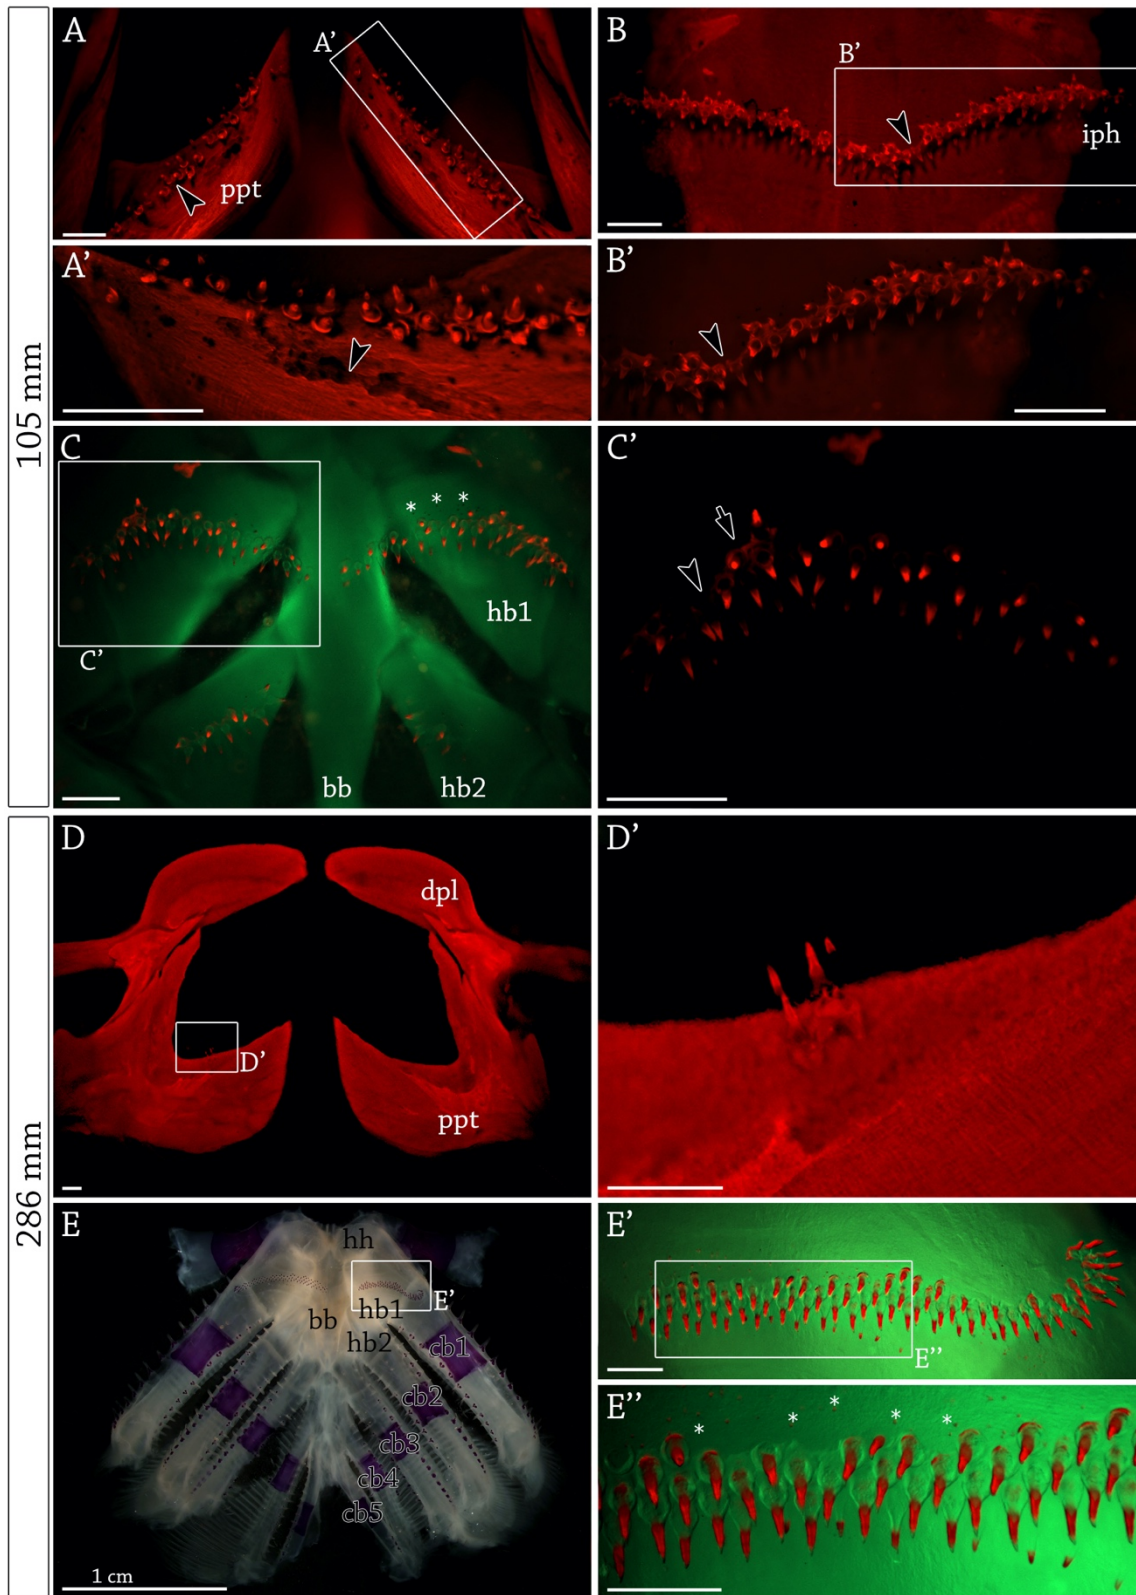 105 mm
A
A’
ppt
B
B’
iph
A’
B’
C
* * *
hb1
C’
bb
hb2
C’
286 mm
D
dpl
D’
ppt
D’
E
hh
bb
hb1
E’
hb2
cb1
cb2
cb3
cb4
cb5
1 cm
E’
E’’
E’’
* * * * *